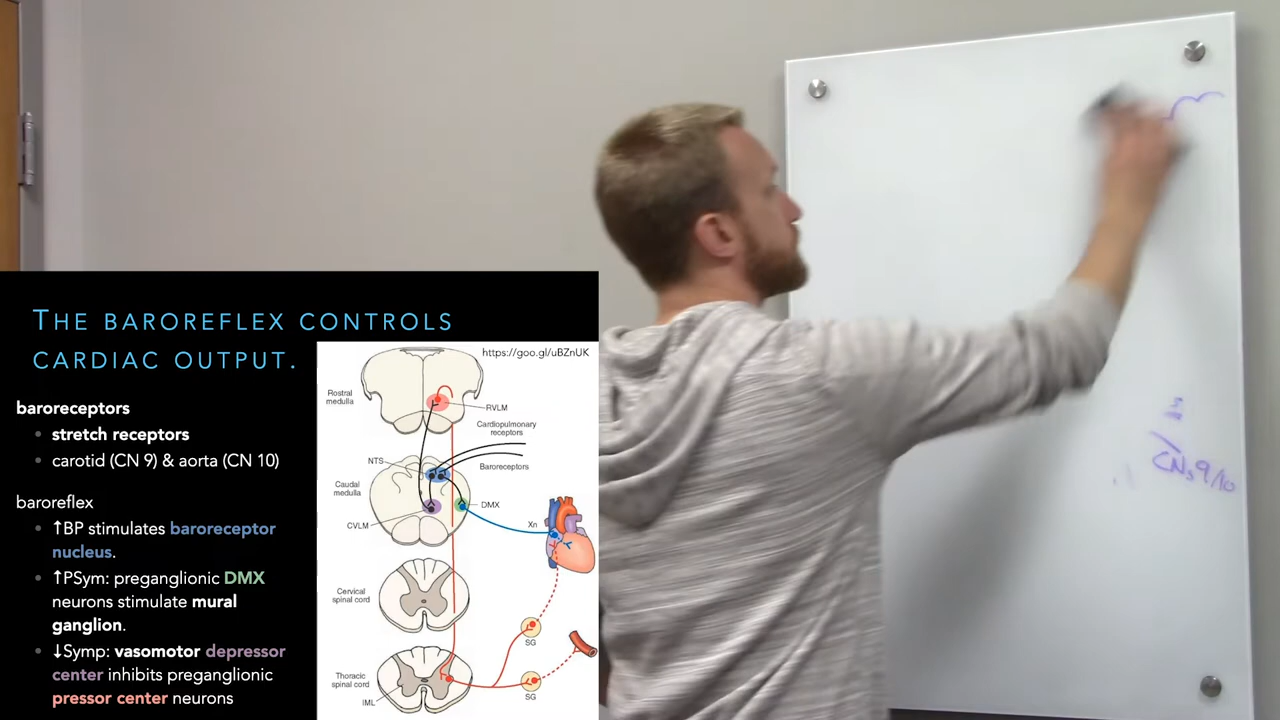 THE BAROREFLEX CONTROLS
CARDIAC OUTPUT.
baroreceptors
• stretch receptors
• carotid (CN 9) & aorta (CN 10)
baroreflex
• ↑BP stimulates baroreceptor
nucleus.
• ↑PSym: preganglionic DMX
neurons stimulate mural
ganglion.
• ↓Symp: vasomotor depressor
center inhibits preganglionic
pressor center neurons
https://goo.gl/uBZnUK
Rostral
medulla
RVLM
Cardiopulmonary
receptors
NTS
Baroreceptors
Caudal
medulla
DMX
CVLM
Xn
Cervical
spinal cord
SG
Thoracic
spinal cord
SG
IML
CNs 9/10